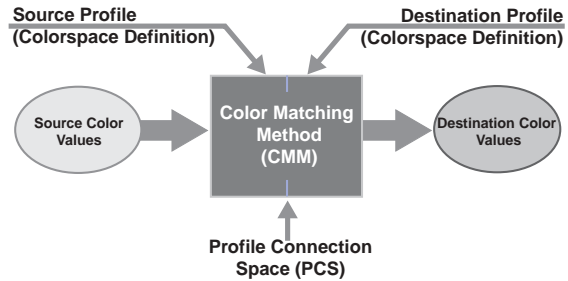 Source Profile
(Colorspace Definition)
Destination Profile
(Colorspace Definition)
Source Color
Values
Color Matching
Method
(CMM)
Destination Color
Values
Profile Connection
Space (PCS)